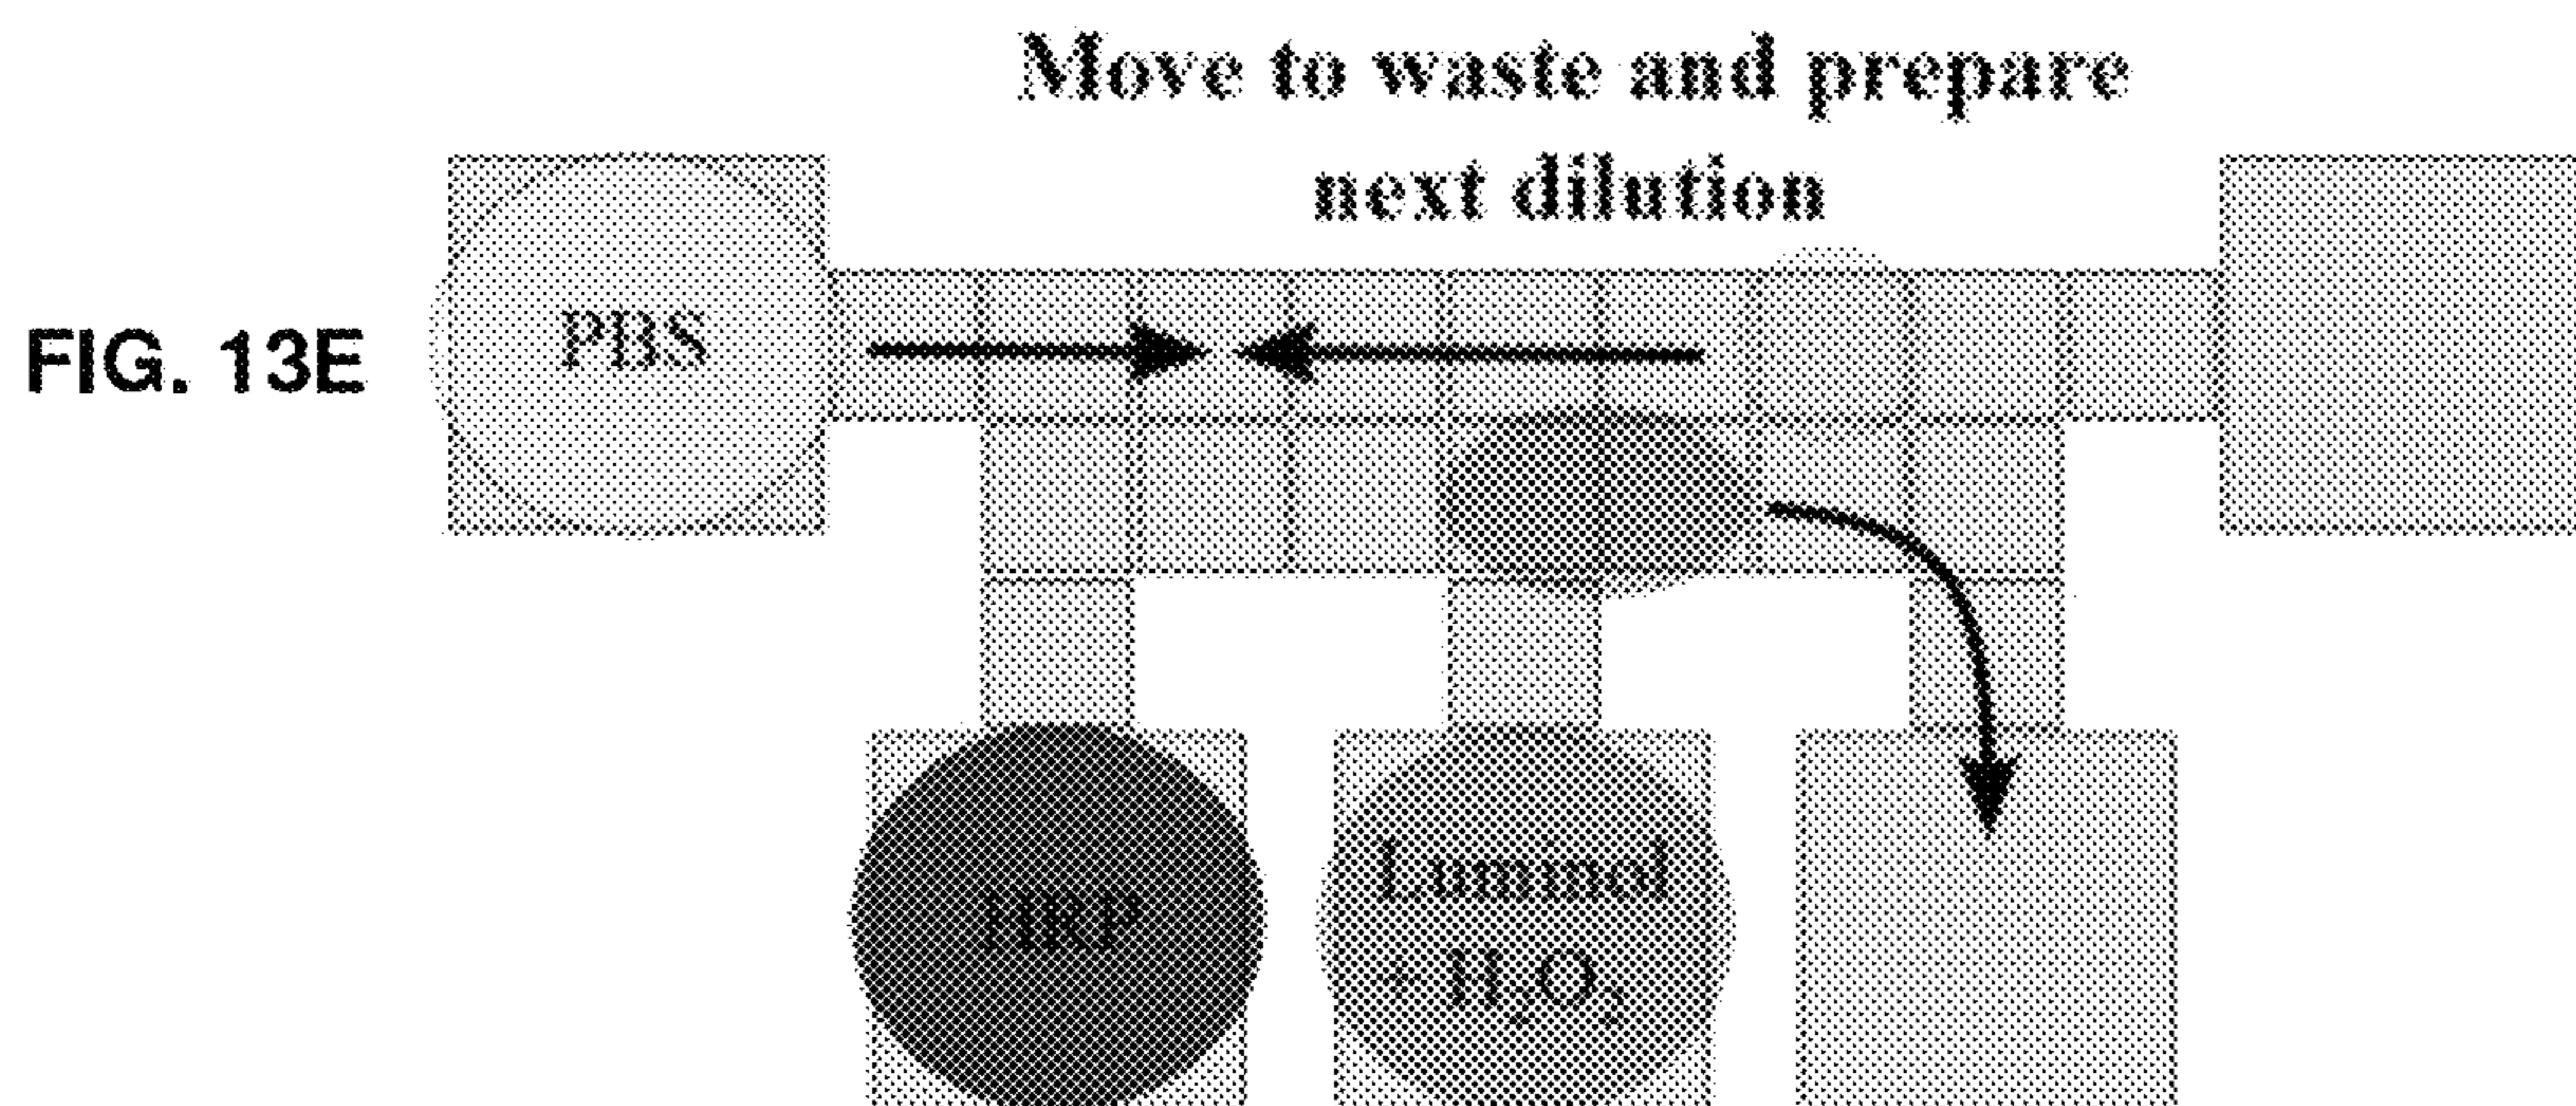 Move to waste and prepare
next dilution
FIG. 13E
PBS
HRP
Luminol
+ H₂O₂